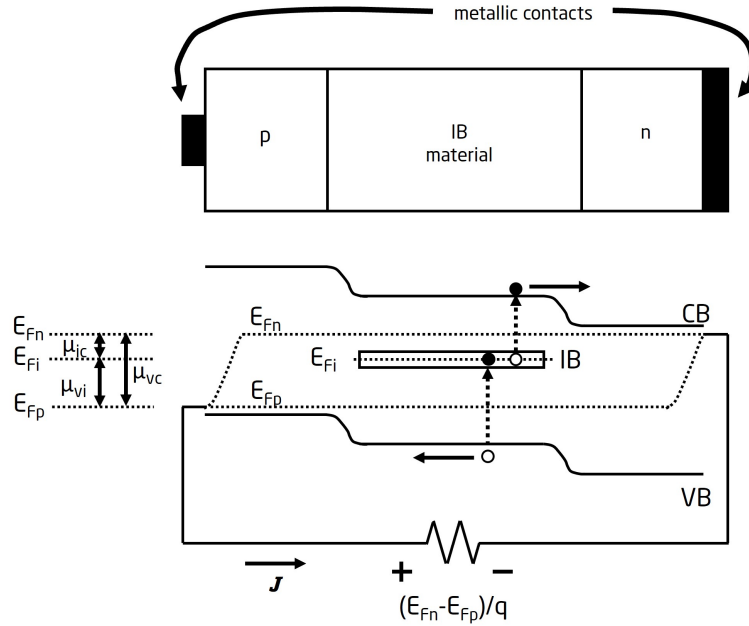 metallic contacts
p
IB
material
n
CB
E_Fn
E_Fn
μ_ic
E_Fi
E_Fi
IB
μ_vi
μ_vc
E_Fp
E_Fp
VB
J
+
−
(E_Fn-E_Fp)/q